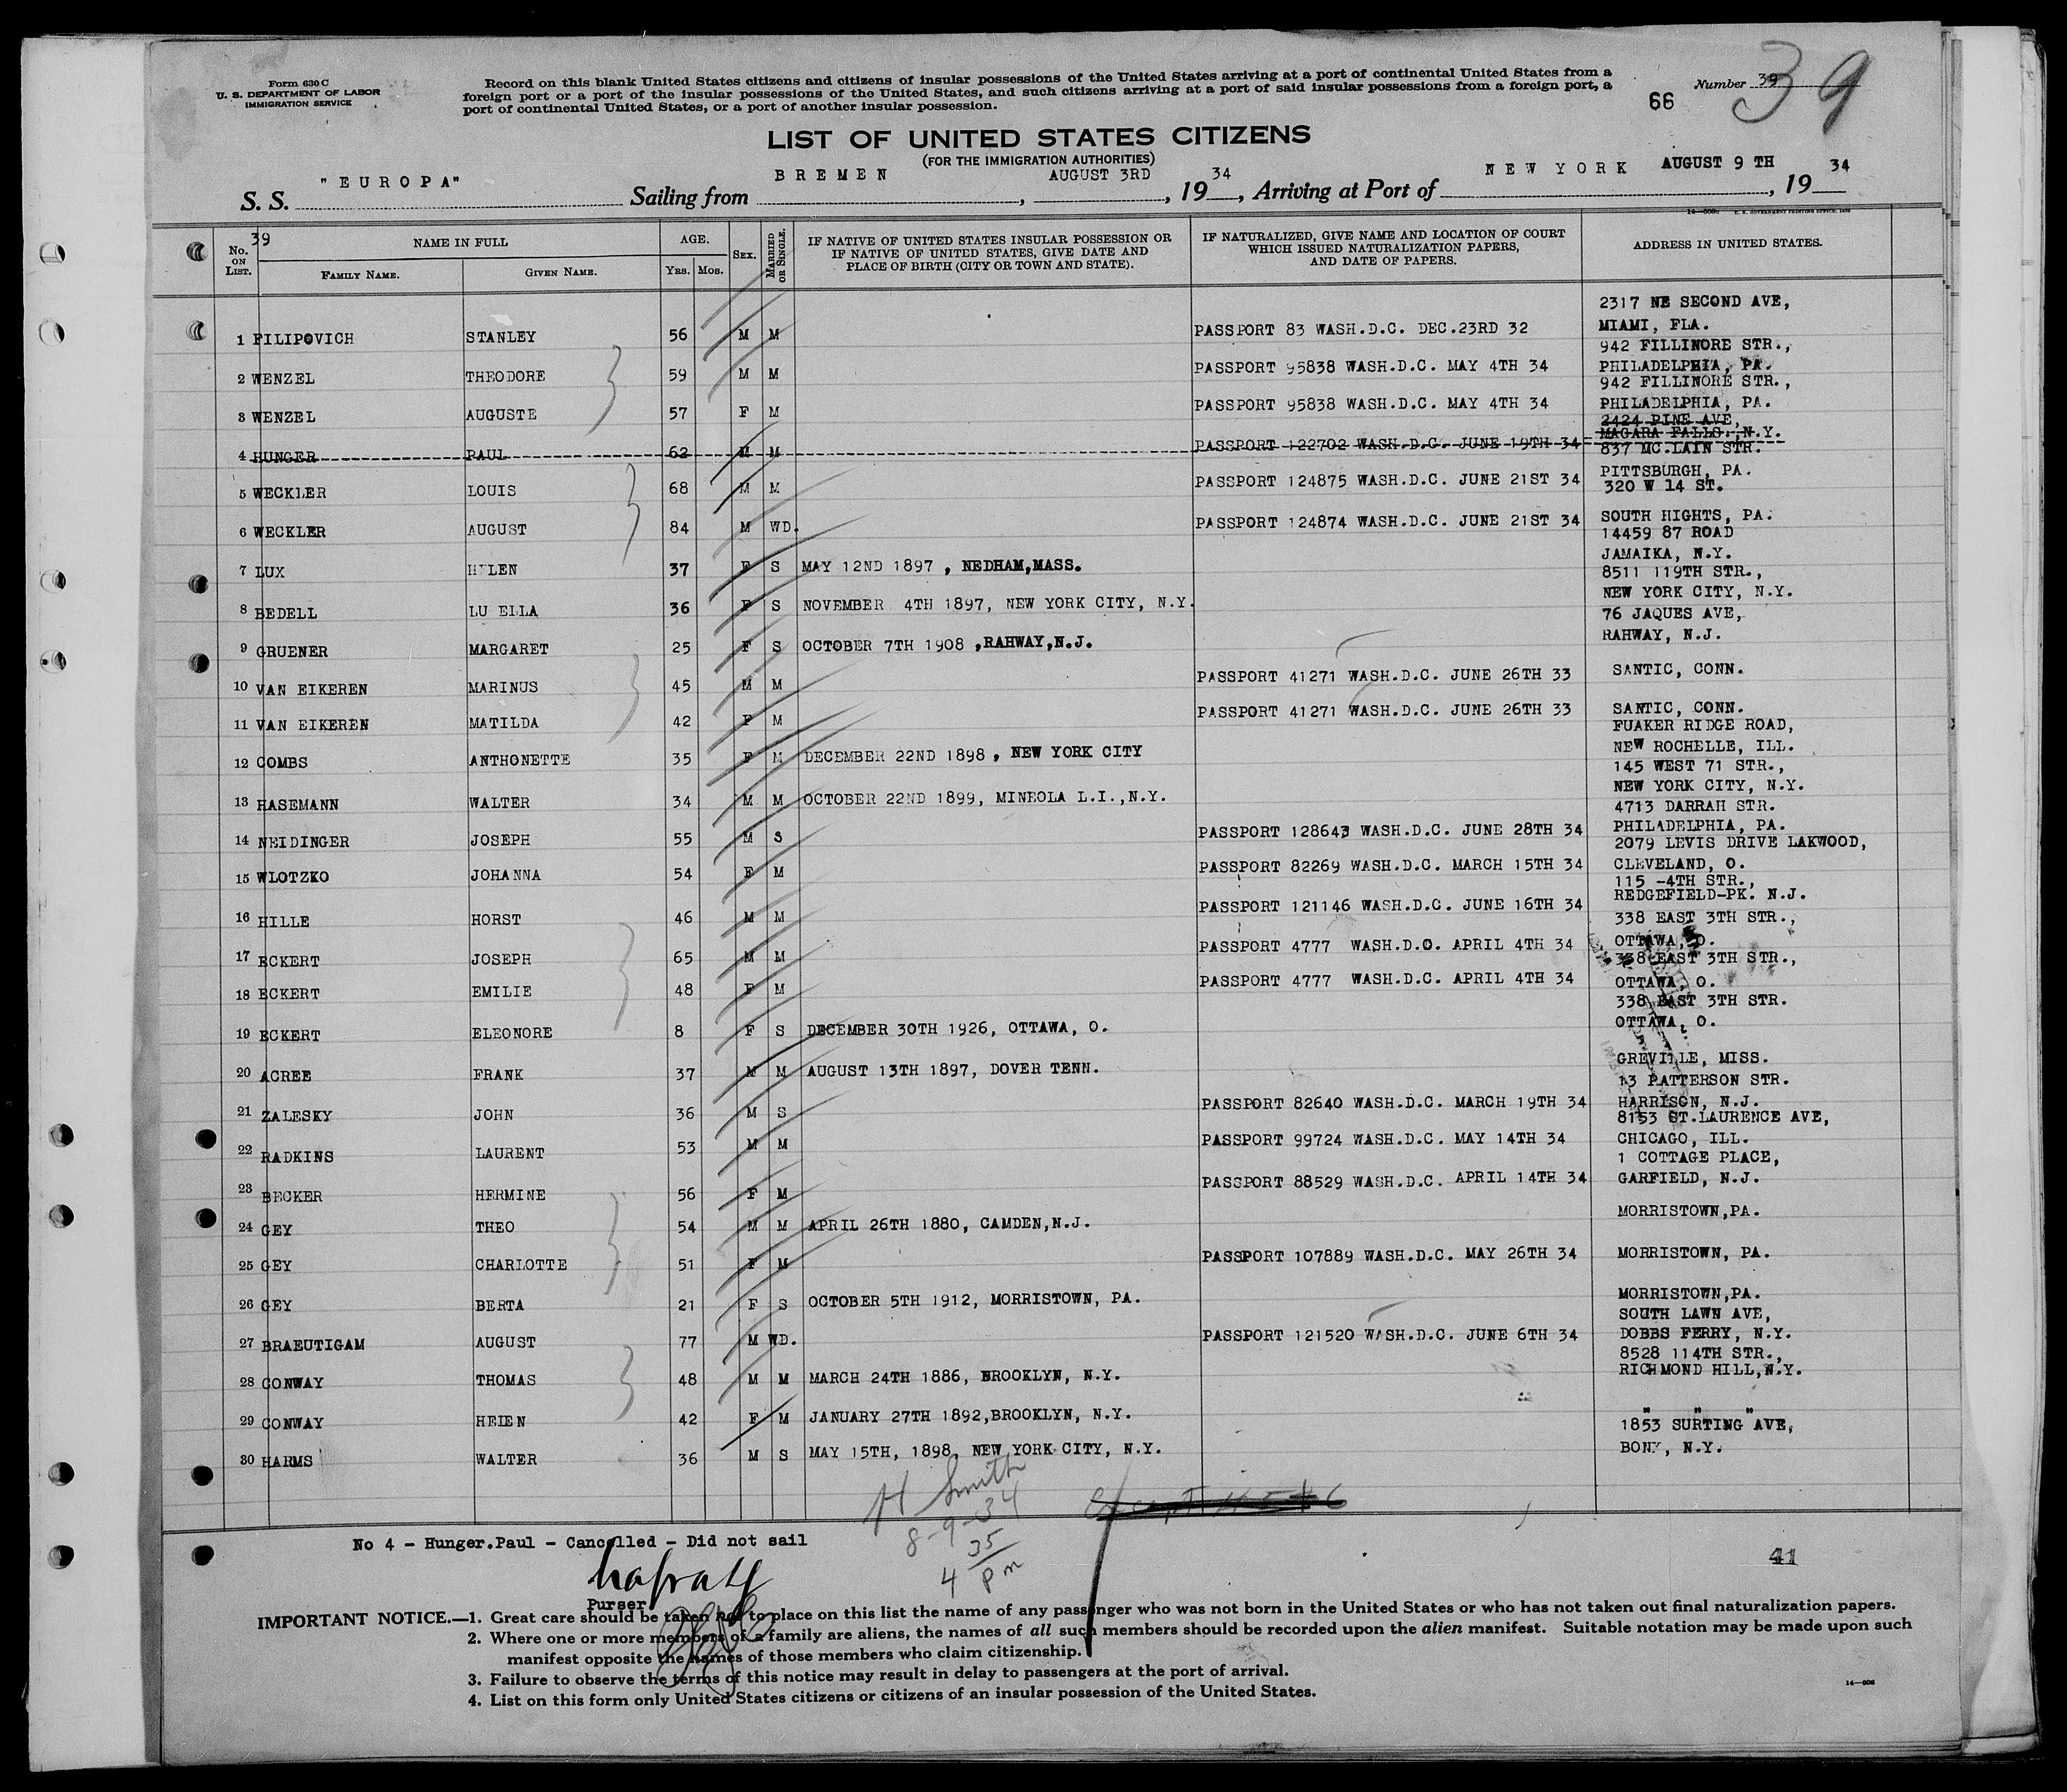 Form 630 C
U. S. DEPARTMENT OF LABOR
IMMIGRATION SERVICE
Record on this blank United States citizens and citizens of insular possessions of the United States arriving at a port of continental United States from a
foreign port or a port of the insular possessions of the United States, and such citizens arriving at a port of said insular possessions from a foreign port, a
port of continental United States, or a port of another insular possession.
66
Number 39
39
LIST OF UNITED STATES CITIZENS
(FOR THE IMMIGRATION AUTHORITIES)
S. S. "EUROPA" Sailing from BREMEN, AUGUST 3RD, 1934, Arriving at Port of NEW YORK AUGUST 9 TH, 1934
No. ON LIST. 39 NAME IN FULL AGE. SEX. MARRIED OR SINGLE. IF NATIVE OF UNITED STATES INSULAR POSSESSION OR IF NATIVE OF UNITED STATES, GIVE DATE AND PLACE OF BIRTH (CITY OR TOWN AND STATE). IF NATURALIZED, GIVE NAME AND LOCATION OF COURT WHICH ISSUED NATURALIZATION PAPERS, AND DATE OF PAPERS. ADDRESS IN UNITED STATES.
FAMILY NAME. GIVEN NAME. YRS. MOS.
2317 NE SECOND AVE,
1 FILIPOVICH STANLEY 56 M M PASSPORT 83 WASH.D.C. DEC.23RD 32 MIAMI, FLA.
942 FILLINORE STR.,
2 WENZEL THEODORE 59 M M PASSPORT 95838 WASH.D.C. MAY 4TH 34 PHILADELPHIA, PA.
942 FILLINORE STR.,
3 WENZEL AUGUSTE 57 F M PASSPORT 95838 WASH.D.C. MAY 4TH 34 PHILADELPHIA, PA.
2424 PINE AVE,
4 HUNGER PAUL 62 M M PASSPORT 122702 WASH.D.C. JUNE 19TH 34 MAGARA FALLS., N.Y.
837 MC.LAIN STR.
5 WECKLER LOUIS 68 M M PASSPORT 124875 WASH.D.C. JUNE 21ST 34 PITTSBURGH, PA.
320 W 14 ST.
6 WECKLER AUGUST 84 M WD. PASSPORT 124874 WASH.D.C. JUNE 21ST 34 SOUTH HIGHTS, PA.
14459 87 ROAD
7 LUX HELEN 37 F S MAY 12ND 1897 , NEDHAM,MASS. JAMAIKA, N.Y.
8511 119TH STR.,
8 BEDELL LU ELLA 36 F S NOVEMBER 4TH 1897, NEW YORK CITY, N.Y. NEW YORK CITY, N.Y.
76 JAQUES AVE,
9 GRUENER MARGARET 25 F S OCTOBER 7TH 1908 ,RAHWAY,N.J. RAHWAY, N.J.
10 VAN EIKEREN MARINUS 45 M M PASSPORT 41271 WASH.D.C. JUNE 26TH 33 SANTIC, CONN.
11 VAN EIKEREN MATILDA 42 F M PASSPORT 41271 WASH.D.C. JUNE 26TH 33 SANTIC, CONN.
FUAKER RIDGE ROAD,
12 COMBS ANTHONETTE 35 F M DECEMBER 22ND 1898 , NEW YORK CITY NEW ROCHELLE, ILL.
145 WEST 71 STR.,
13 HASEMANN WALTER 34 M M OCTOBER 22ND 1899, MINEOLA L.I.,N.Y. NEW YORK CITY, N.Y.
4713 DARRAH STR.
14 NEIDINGER JOSEPH 55 M S PASSPORT 128643 WASH.D.C. JUNE 28TH 34 PHILADELPHIA, PA.
2079 LEVIS DRIVE LAKWOOD,
15 WLOTZKO JOHANNA 54 F M PASSPORT 82269 WASH.D.C. MARCH 15TH 34 CLEVELAND, O.
115 -4TH STR.,
16 HILLE HORST 46 M M PASSPORT 121146 WASH.D.C. JUNE 16TH 34 REDGEFIELD-PK. N.J.
338 EAST 3TH STR.,
17 ECKERT JOSEPH 65 M M PASSPORT 4777 WASH.D.C. APRIL 4TH 34 OTTAWA, O.
338 EAST 3TH STR.,
18 ECKERT EMILIE 48 F M PASSPORT 4777 WASH.D.C. APRIL 4TH 34 OTTAWA, O.
338 EAST 3TH STR.
19 ECKERT ELEONORE 8 F S DECEMBER 30TH 1926, OTTAWA, O. OTTAWA, O.
20 ACREE FRANK 37 M M AUGUST 13TH 1897, DOVER TENN. GREVILLE, MISS.
13 PATTERSON STR.
21 ZALESKY JOHN 36 M S PASSPORT 82640 WASH.D.C. MARCH 19TH 34 HARRISON, N.J.
8153 ST.LAURENCE AVE,
22 RADKINS LAURENT 53 M M PASSPORT 99724 WASH.D.C. MAY 14TH 34 CHICAGO, ILL.
1 COTTAGE PLACE,
23 BECKER HERMINE 56 F M PASSPORT 88529 WASH.D.C. APRIL 14TH 34 GARFIELD, N.J.
24 GEY THEO 54 M M APRIL 26TH 1880, CAMDEN,N.J. MORRISTOWN,PA.
25 GEY CHARLOTTE 51 F M PASSPORT 107889 WASH.D.C. MAY 26TH 34 MORRISTOWN, PA.
26 GEY BERTA 21 F S OCTOBER 5TH 1912, MORRISTOWN, PA. MORRISTOWN,PA.
SOUTH LAWN AVE,
27 BRAEUTIGAM AUGUST 77 M WD. PASSPORT 121520 WASH.D.C. JUNE 6TH 34 DOBBS FERRY, N.Y.
8528 114TH STR.,
28 CONWAY THOMAS 48 M M MARCH 24TH 1886, BROOKLYN, N.Y. RICHMOND HILL,N.Y.
29 CONWAY HELEN 42 F M JANUARY 27TH 1892,BROOKLYN, N.Y. " " "
1853 SURTING AVE,
30 HARMS WALTER 36 M S MAY 15TH, 1898, NEW YORK CITY, N.Y. BONX, N.Y.
H Smith
8-9-34
4 35 pm
No 4 - Hunger.Paul - Cancelled - Did not sail
Purser
41
IMPORTANT NOTICE.—1. Great care should be taken not to place on this list the name of any passenger who was not born in the United States or who has not taken out final naturalization papers.
2. Where one or more members of a family are aliens, the names of all such members should be recorded upon the alien manifest. Suitable notation may be made upon such
manifest opposite the names of those members who claim citizenship.
3. Failure to observe the terms of this notice may result in delay to passengers at the port of arrival.
4. List on this form only United States citizens or citizens of an insular possession of the United States.
14—606